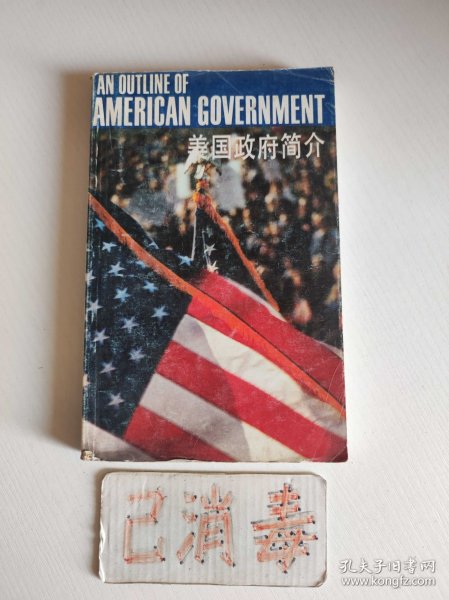 AN OUTLINE OF
AMERICAN GOVERNMENT
美国政府简介
已消毒
孔夫子旧书网
www.kongfz.com